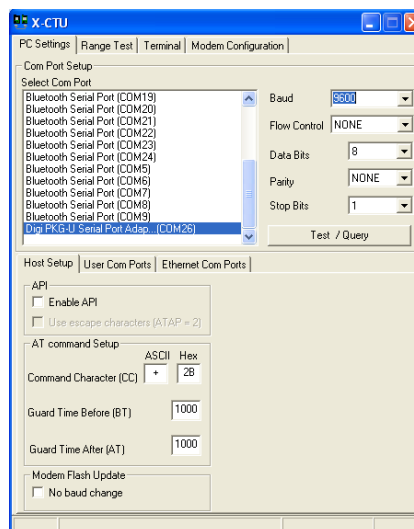 X-CTU
PC Settings Range Test Terminal Modem Configuration
Com Port Setup
Select Com Port
Bluetooth Serial Port (COM19)
Bluetooth Serial Port (COM20)
Bluetooth Serial Port (COM21)
Bluetooth Serial Port (COM22)
Bluetooth Serial Port (COM23)
Bluetooth Serial Port (COM24)
Bluetooth Serial Port (COM5)
Bluetooth Serial Port (COM6)
Bluetooth Serial Port (COM7)
Bluetooth Serial Port (COM8)
Bluetooth Serial Port (COM9)
Digi PKG-U Serial Port Adap...(COM26)
Baud 9600
Flow Control NONE
Data Bits 8
Parity NONE
Stop Bits 1
Test / Query
Host Setup User Com Ports Ethernet Com Ports
API
Enable API
Use escape characters (ATAP = 2)
AT command Setup
ASCII Hex
Command Character (CC) + 2B
Guard Time Before (BT) 1000
Guard Time After (AT) 1000
Modem Flash Update
No baud change